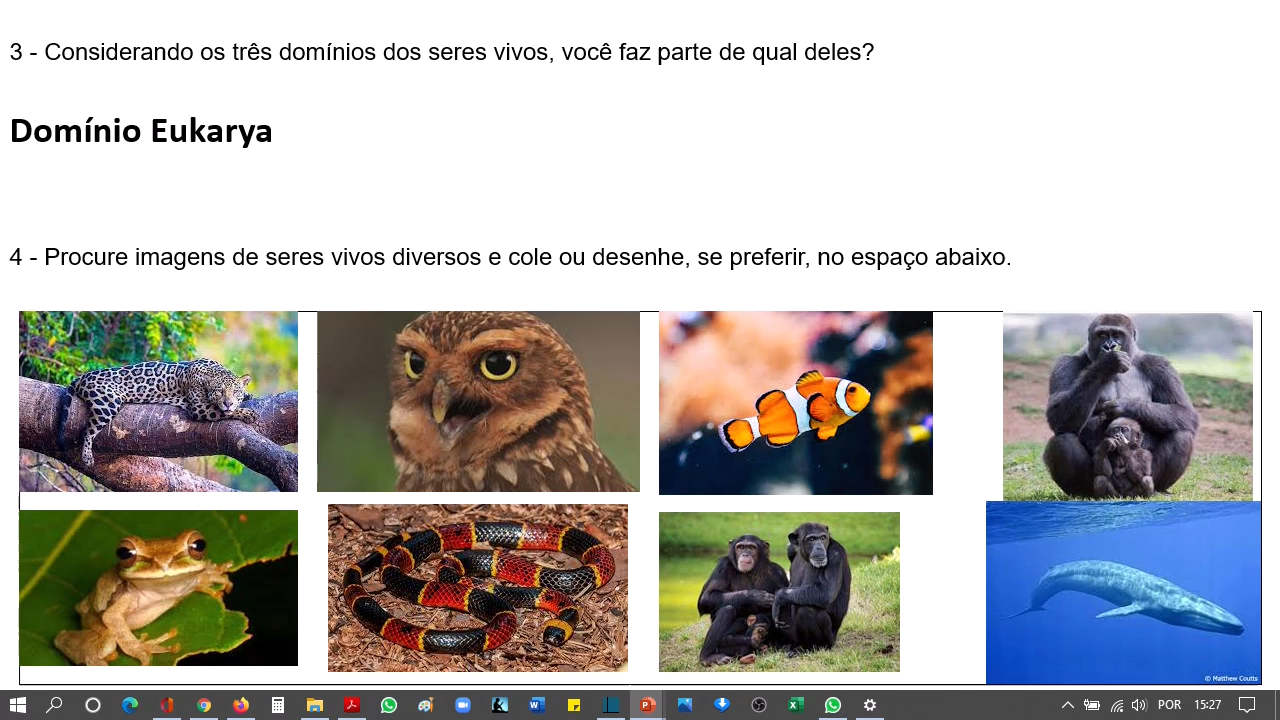 3 - Considerando os três domínios dos seres vivos, você faz parte de qual deles?
Domínio Eukarya
4 - Procure imagens de seres vivos diversos e cole ou desenhe, se preferir, no espaço abaixo.
© Matthew Coutts
POR
15:27